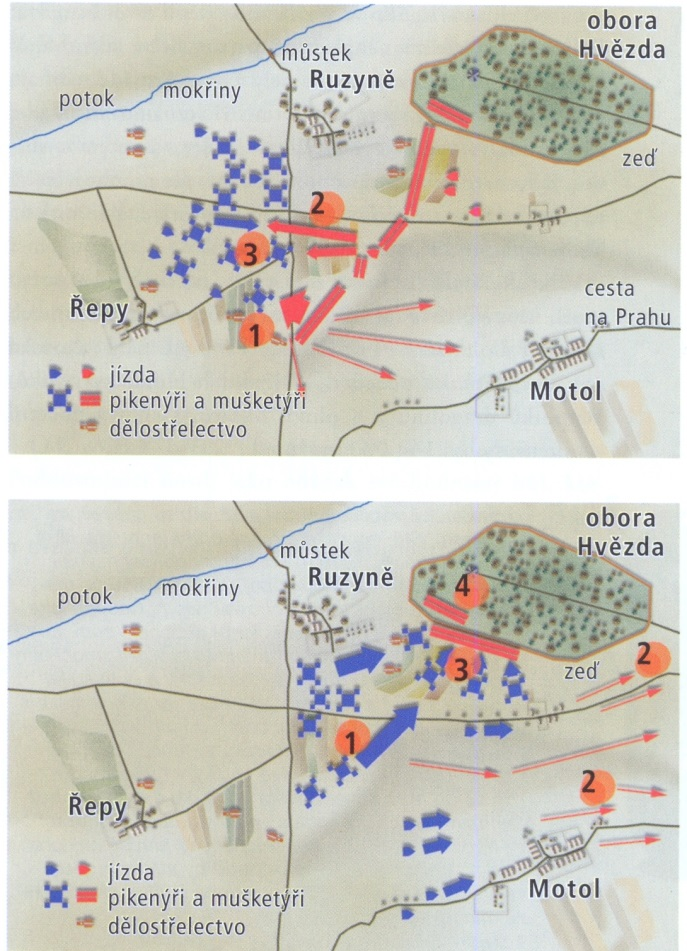 obora
Hvězda
můstek
Ruzyně
mokřiny
potok
zeď
2
3
1
Řepy
cesta
na Prahu
Motol
jízda
pikenýři a mušketýři
dělostřelectvo
obora
Hvězda
můstek
Ruzyně
mokřiny
potok
4
3
zeď
2
1
2
Řepy
Motol
jízda
pikenýři a mušketýři
dělostřelectvo